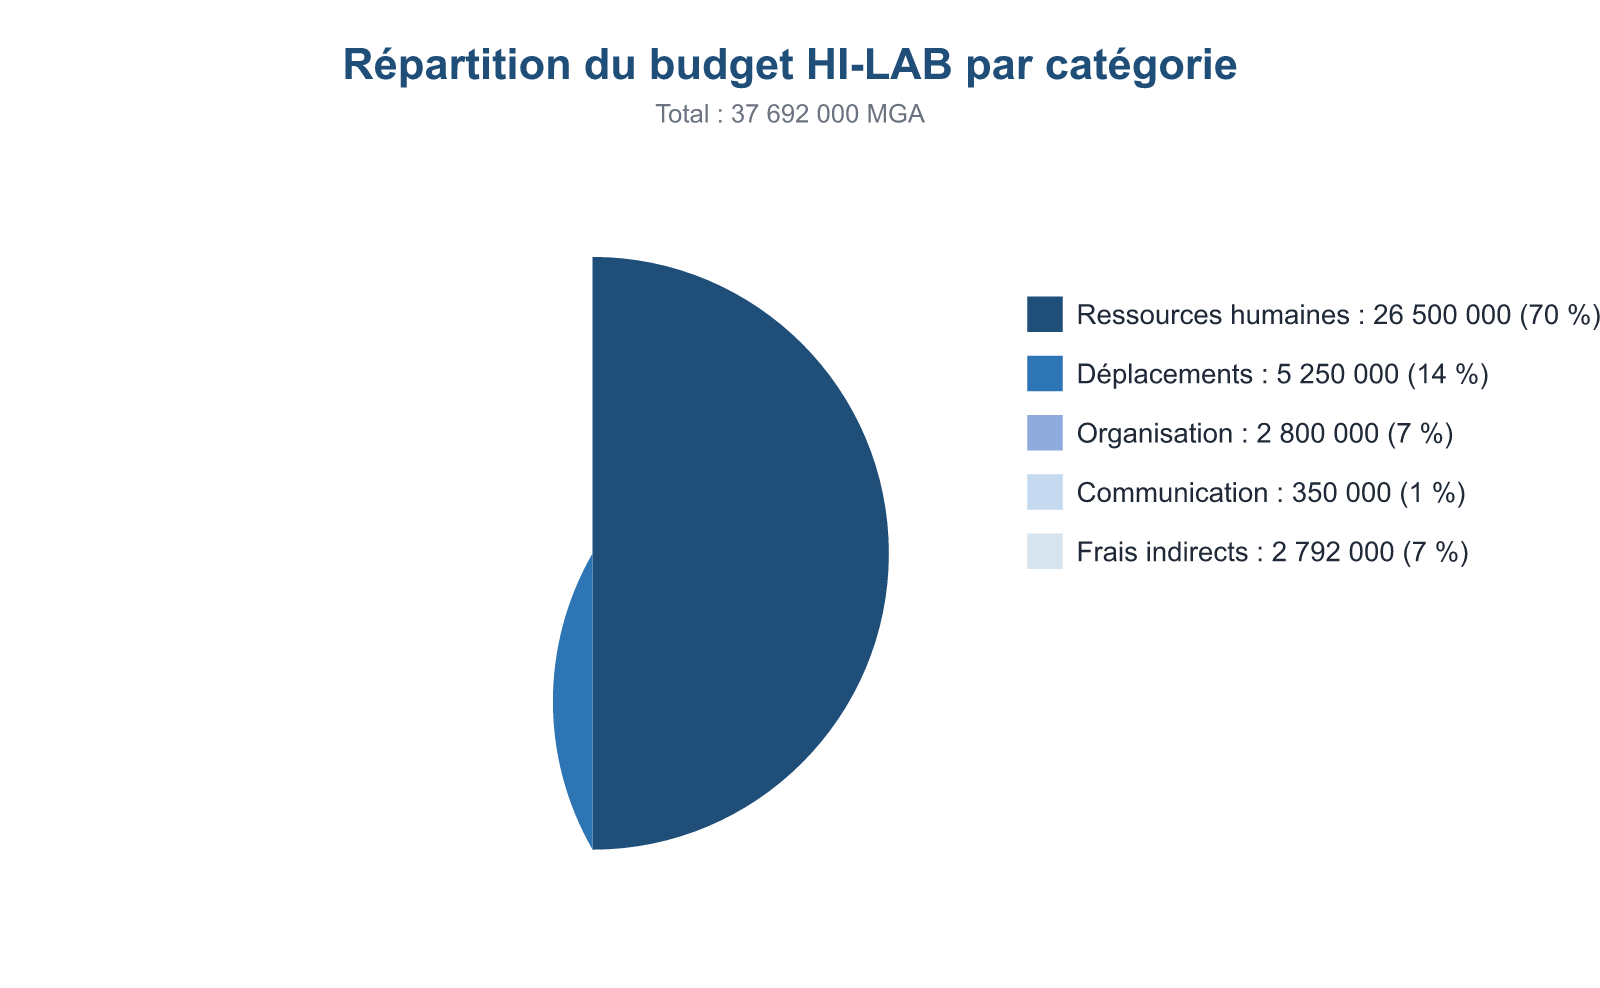 Répartition du budget HI-LAB par catégorie
Total : 37 692 000 MGA
Ressources humaines : 26 500 000 (70 %)
Déplacements : 5 250 000 (14 %)
Organisation : 2 800 000 (7 %)
Communication : 350 000 (1 %)
Frais indirects : 2 792 000 (7 %)